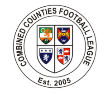 COMBINED COUNTIES FOOTBALL LEAGUE
Est. 2005